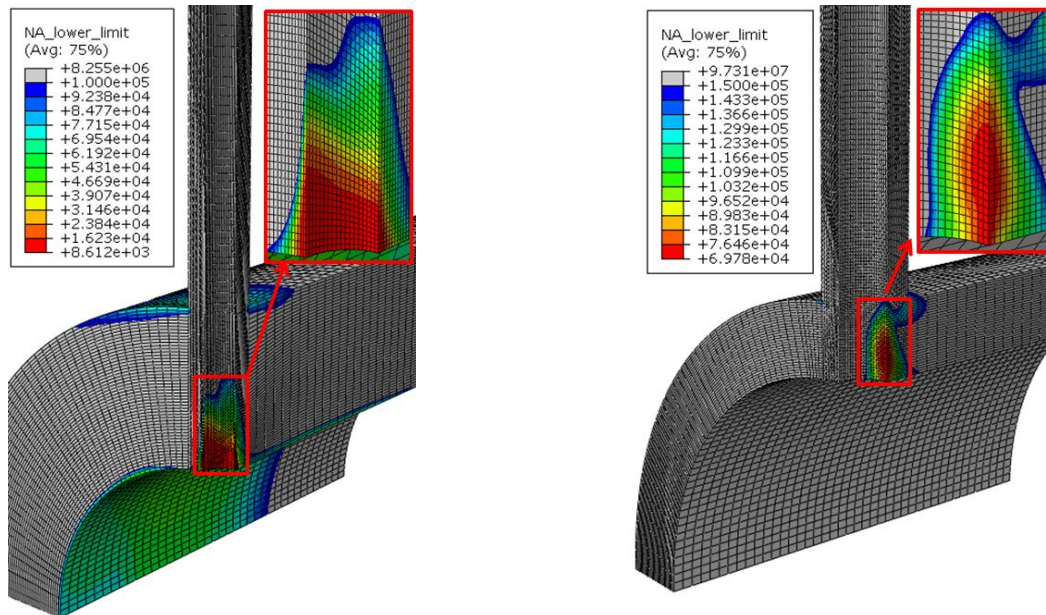 NA_lower_limit
(Avg: 75%)
+8.255e+06
+1.000e+05
+9.238e+04
+8.477e+04
+7.715e+04
+6.954e+04
+6.192e+04
+5.431e+04
+4.669e+04
+3.907e+04
+3.146e+04
+2.384e+04
+1.623e+04
+8.612e+03
NA_lower_limit
(Avg: 75%)
+9.731e+07
+1.500e+05
+1.433e+05
+1.366e+05
+1.299e+05
+1.233e+05
+1.166e+05
+1.099e+05
+1.032e+05
+9.652e+04
+8.983e+04
+8.315e+04
+7.646e+04
+6.978e+04